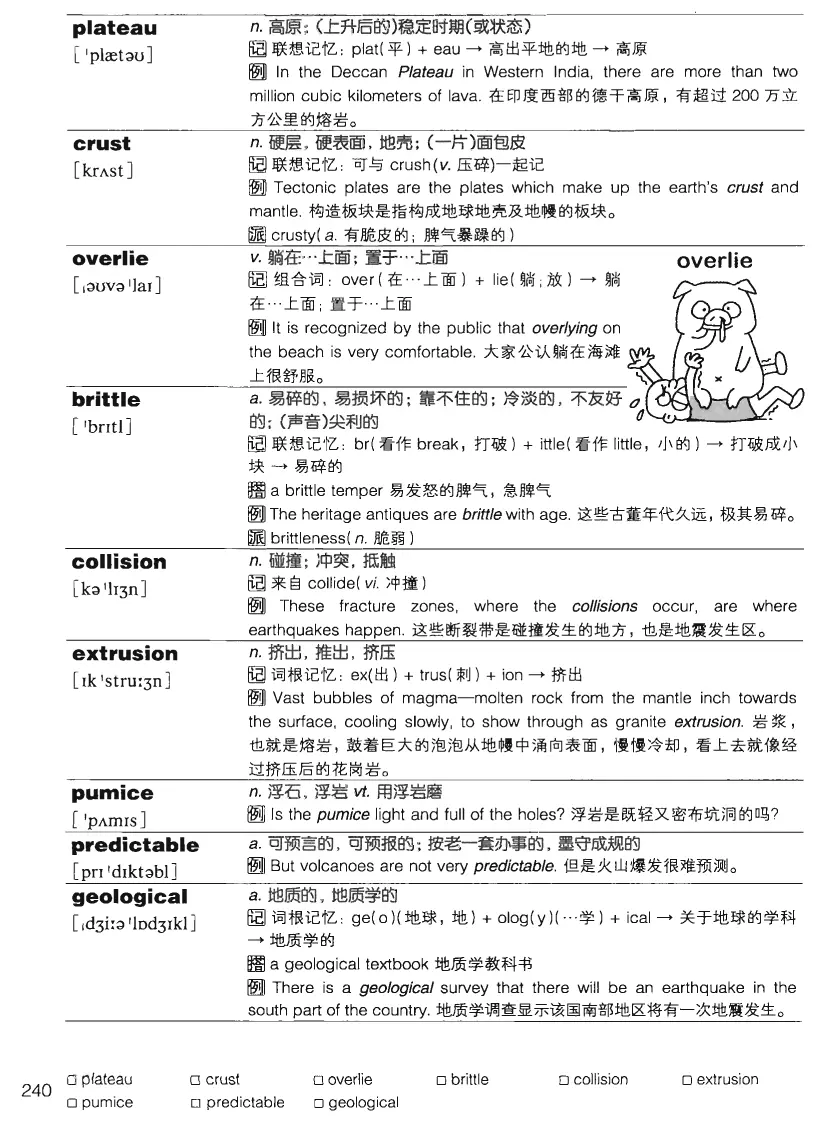 plateau n. 高原；(上升后的)稳定时期(或状态)
[ˈplætəʊ] 记 联想记忆：plat(平) + eau → 高出平地的地 → 高原
例 In the Deccan Plateau in Western India, there are more than two
million cubic kilometers of lava. 在印度西部的德干高原，有超过 200 万立
方公里的熔岩。
crust n. 硬层，硬表面，地壳；(一片)面包皮
[krʌst] 记 联想记忆：可与 crush(v. 压碎)一起记
例 Tectonic plates are the plates which make up the earth's crust and
mantle. 构造板块是指构成地球地壳及地幔的板块。
派 crusty(a. 有脆皮的；脾气暴躁的)
overlie v. 躺在…上面；置于…上面
[ˌəʊvəˈlaɪ] 记 组合词：over(在…上面) + lie(躺；放) → 躺
在…上面；置于…上面
例 It is recognized by the public that overlying on
the beach is very comfortable. 大家公认躺在海滩
上很舒服。
overlie
brittle a. 易碎的，易损坏的；靠不住的；冷淡的，不友好
[ˈbrɪtl] 的；(声音)尖利的
记 联想记忆：br(看作 break，打破) + ittle(看作 little，小的) → 打破成小
块 → 易碎的
搭 a brittle temper 易发怒的脾气，急脾气
例 The heritage antiques are brittle with age. 这些古董年代久远，极其易碎。
派 brittleness(n. 脆弱)
collision n. 碰撞；冲突，抵触
[kəˈlɪʒn] 记 来自 collide(vi. 冲撞)
例 These fracture zones, where the collisions occur, are where
earthquakes happen. 这些断裂带是碰撞发生的地方，也是地震发生区。
extrusion n. 挤出，推出，挤压
[ɪkˈstruːʒn] 记 词根记忆：ex(出) + trus(刺) + ion → 挤出
例 Vast bubbles of magma—molten rock from the mantle inch towards
the surface, cooling slowly, to show through as granite extrusion. 岩浆，
也就是熔岩，鼓着巨大的泡泡从地幔中涌向表面，慢慢冷却，看上去就像经
过挤压后的花岗岩。
pumice n. 浮石，浮岩 vt. 用浮岩磨
[ˈpʌmɪs] 例 Is the pumice light and full of the holes? 浮岩是既轻又密布坑洞的吗?
predictable a. 可预言的，可预报的；按老一套办事的，墨守成规的
[prɪˈdɪktəbl] 例 But volcanoes are not very predictable. 但是火山爆发很难预测。
geological a. 地质的，地质学的
[ˌdʒiːəˈlɒdʒɪkl] 记 词根记忆：ge(o)(地球，地) + olog(y)(…学) + ical → 关于地球的学科
→ 地质学的
搭 a geological textbook 地质学教科书
例 There is a geological survey that there will be an earthquake in the
south part of the country. 地质学调查显示该国南部地区将有一次地震发生。
□ plateau □ crust □ overlie □ brittle □ collision □ extrusion
240
□ pumice □ predictable □ geological